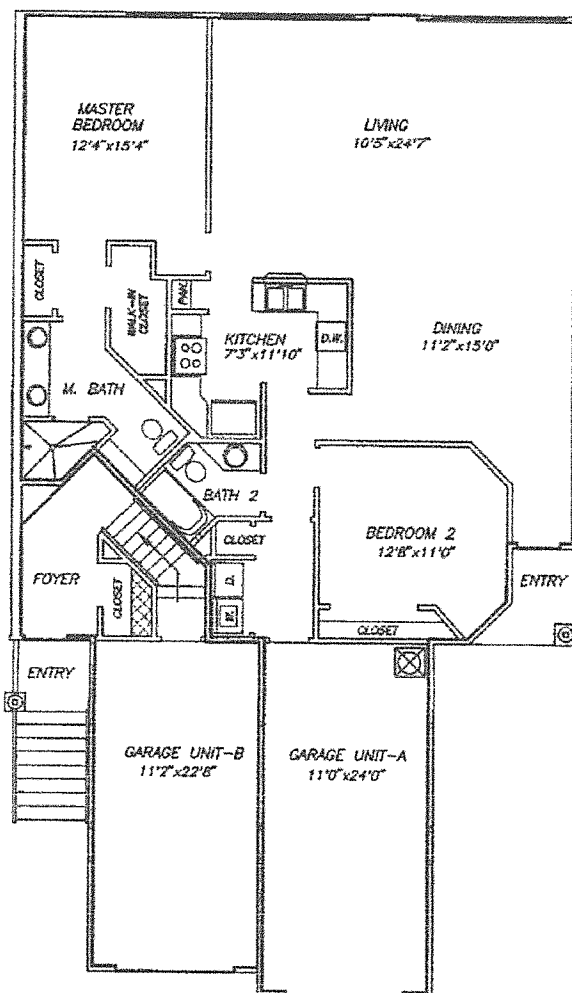 MASTER
BEDROOM
12'4"x15'4"
LIVING
10'5"x24'7"
CLOSET
WALK-IN
CLOSET
PAN.
KITCHEN
7'3"x11'10"
D.W.
DINING
11'2"x15'0"
M. BATH
BATH 2
CLOSET
BEDROOM 2
12'8"x11'0"
FOYER
CLOSET
D.
W.
ENTRY
CLOSET
ENTRY
GARAGE UNIT-B
11'2"x22'8"
GARAGE UNIT-A
11'0"x24'0"